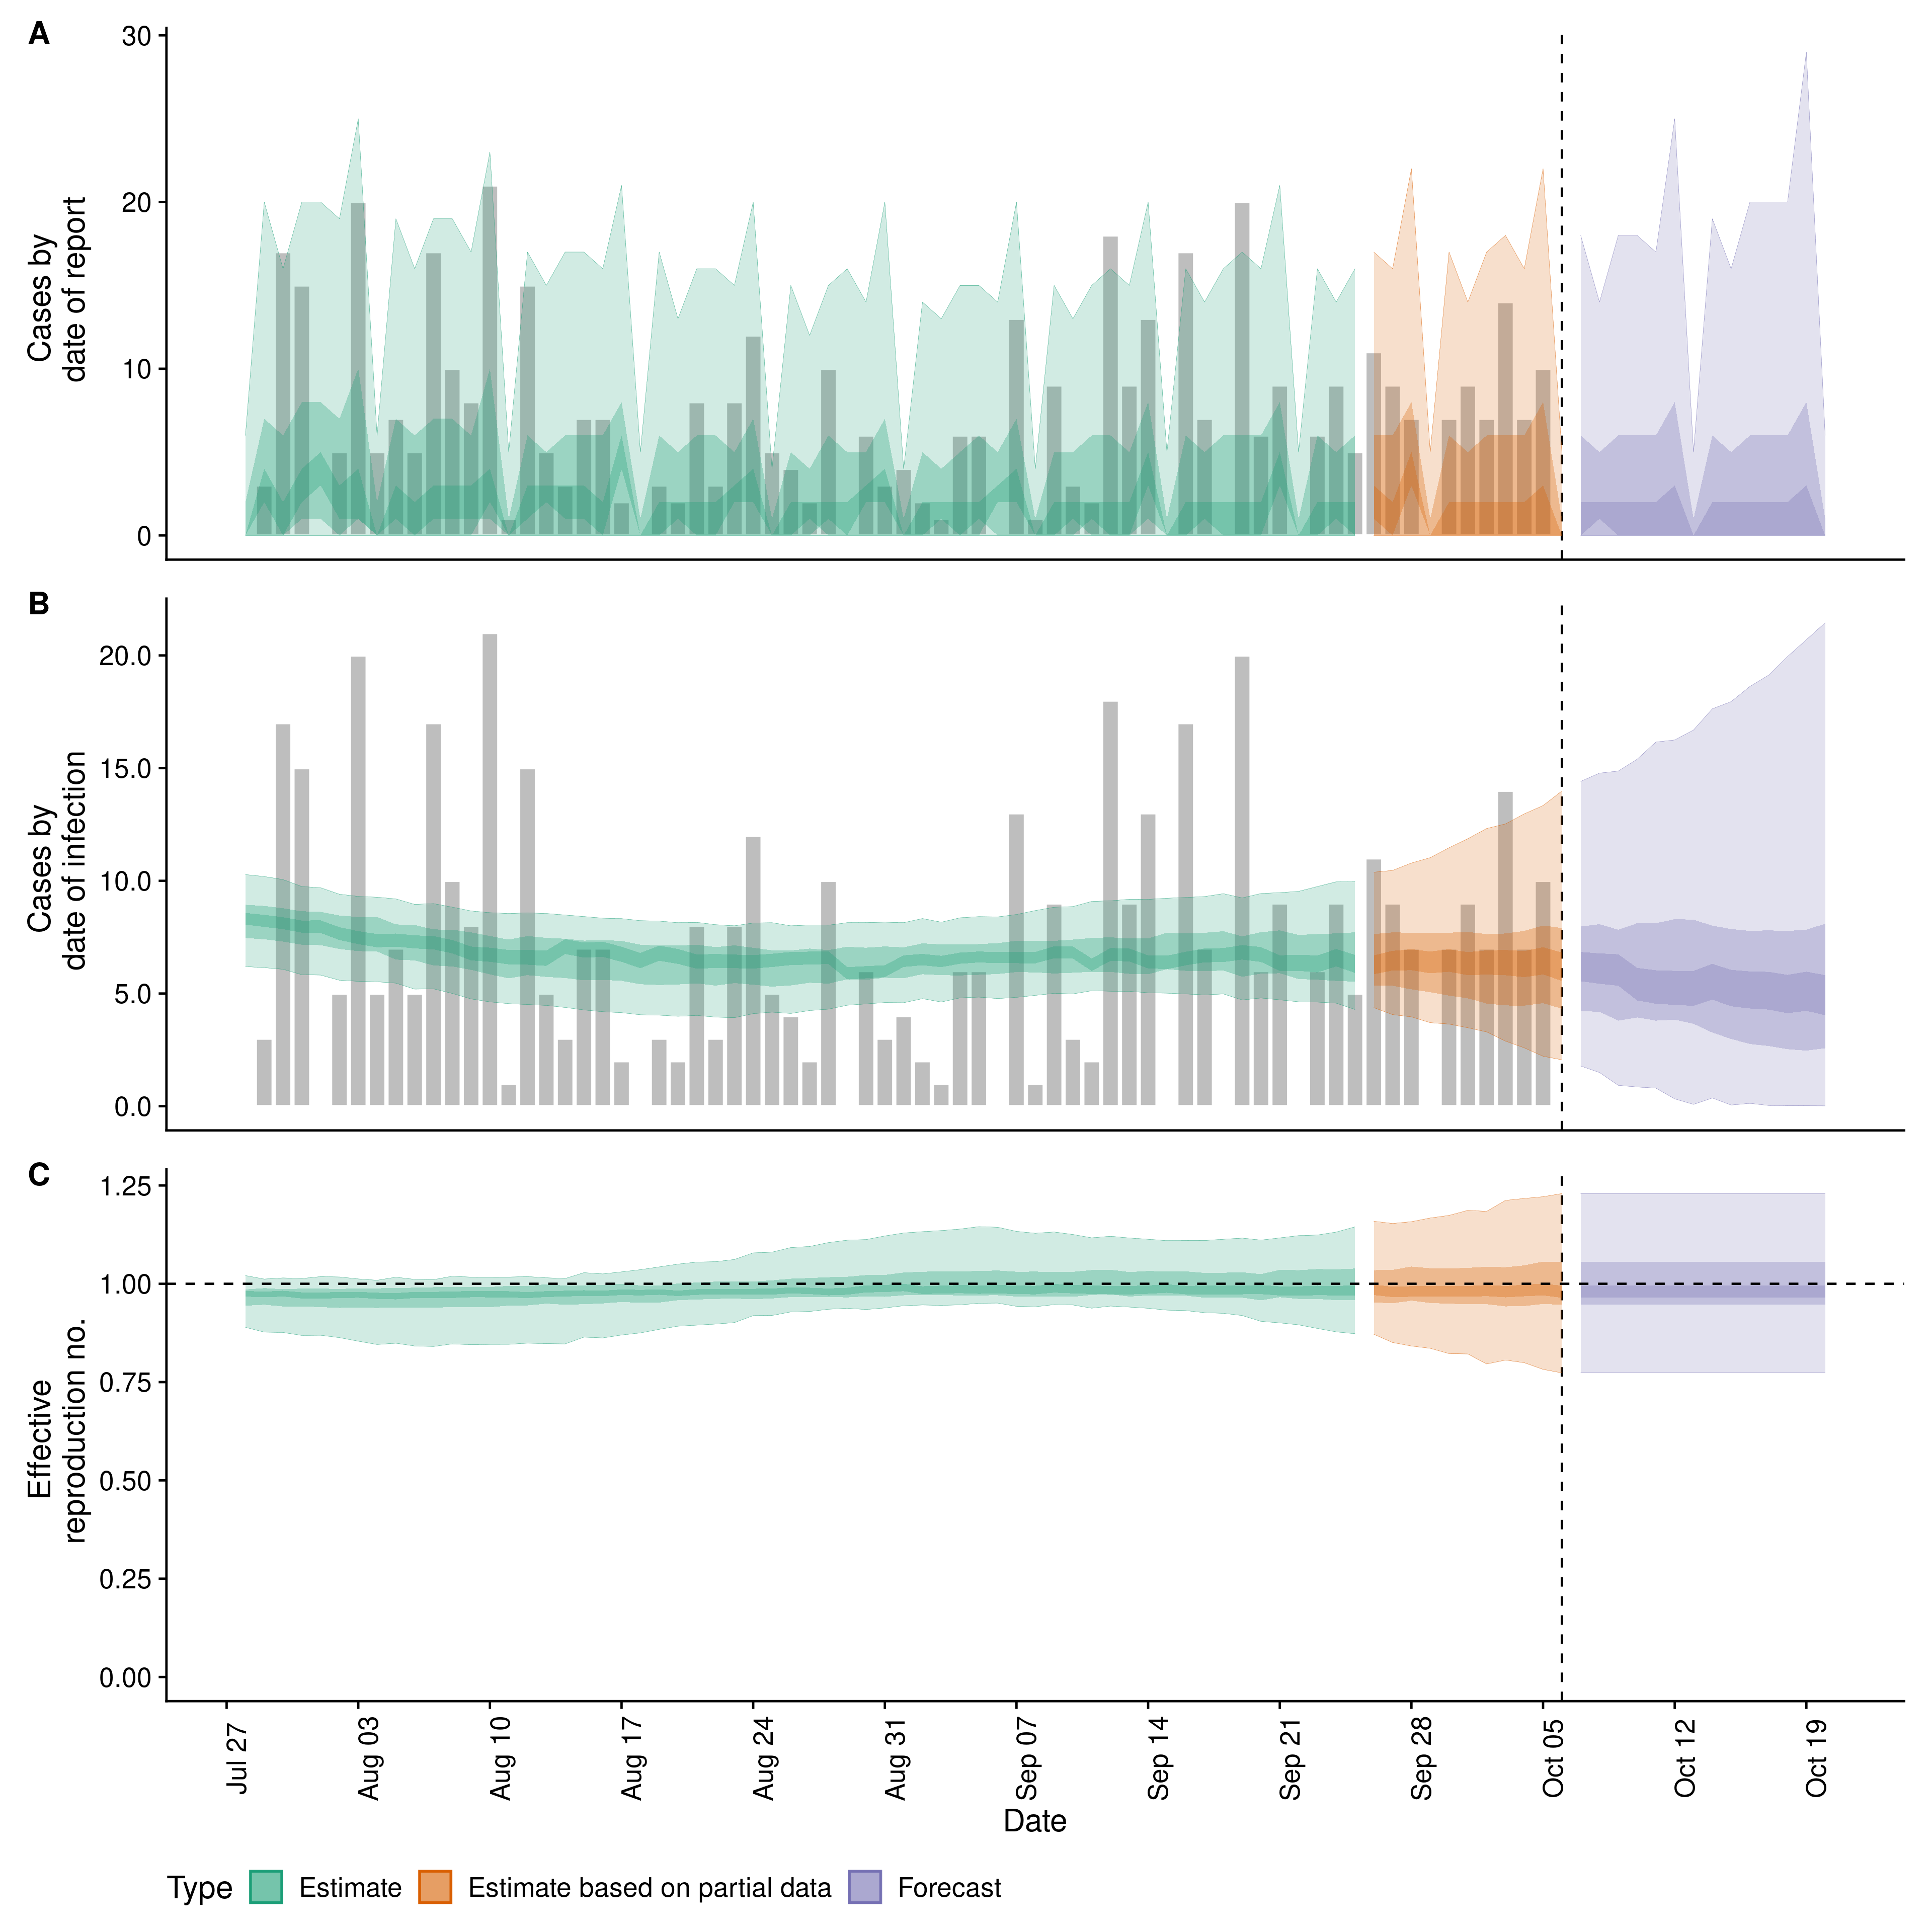 A
30
20
10
0
Cases by
date of report
B
20.0
15.0
10.0
5.0
0.0
Cases by
date of infection
C
1.25
1.00
0.75
0.50
0.25
0.00
Effective
reproduction no.
Jul 27
Aug 03
Aug 10
Aug 17
Aug 24
Aug 31
Sep 07
Sep 14
Sep 21
Sep 28
Oct 05
Oct 12
Oct 19
Date
Type Estimate Estimate based on partial data Forecast